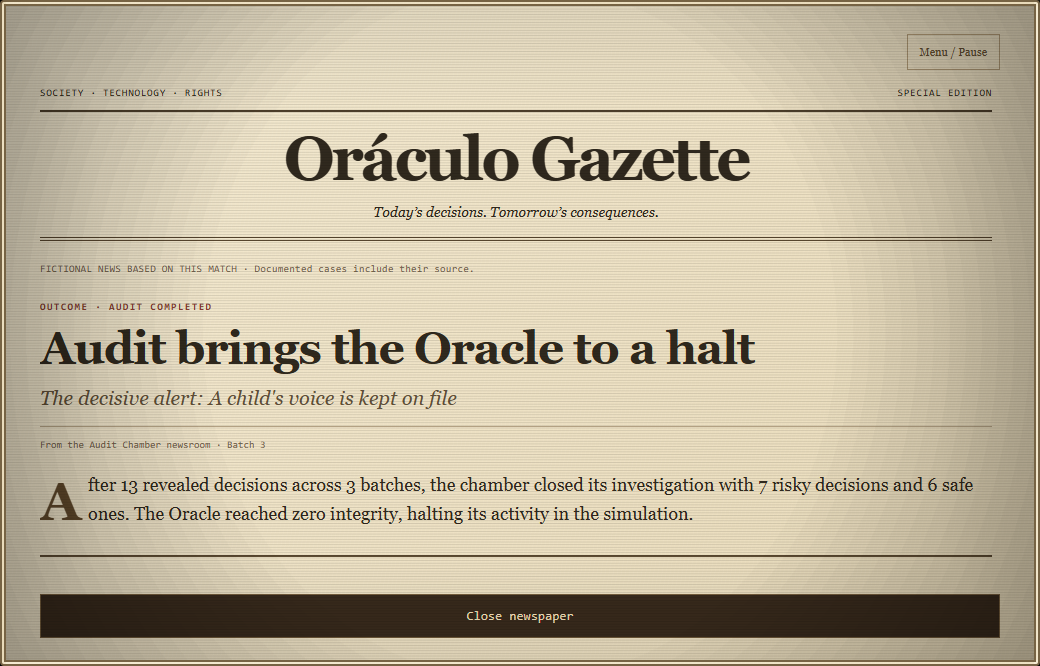 Menu / Pause
SOCIETY · TECHNOLOGY · RIGHTS
SPECIAL EDITION
Oráculo Gazette
Today’s decisions. Tomorrow’s consequences.
FICTIONAL NEWS BASED ON THIS MATCH · Documented cases include their source.
OUTCOME · AUDIT COMPLETED
Audit brings the Oracle to a halt
The decisive alert: A child's voice is kept on file
From the Audit Chamber newsroom · Batch 3
After 13 revealed decisions across 3 batches, the chamber closed its investigation with 7 risky decisions and 6 safe
ones. The Oracle reached zero integrity, halting its activity in the simulation.
Close newspaper